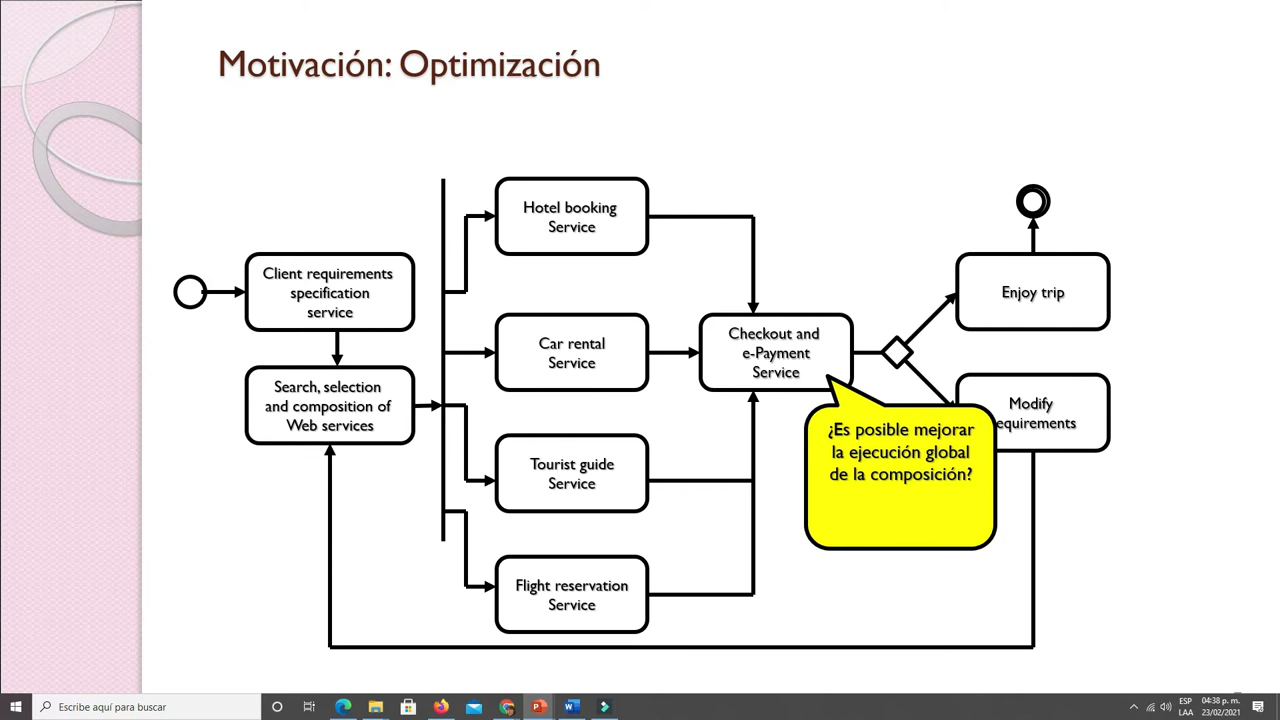 Motivación: Optimización
Hotel booking
Service
Client requirements
specification
service
Enjoy trip
Checkout and
e-Payment
Service
Car rental
Service
Search, selection
and composition of
Web services
Modify
equirements
¿Es posible mejorar
la ejecución global
de la composición?
Tourist guide
Service
Flight reservation
Service
Escribe aquí para buscar
ESP
LAA
04:38 p. m.
23/02/2021